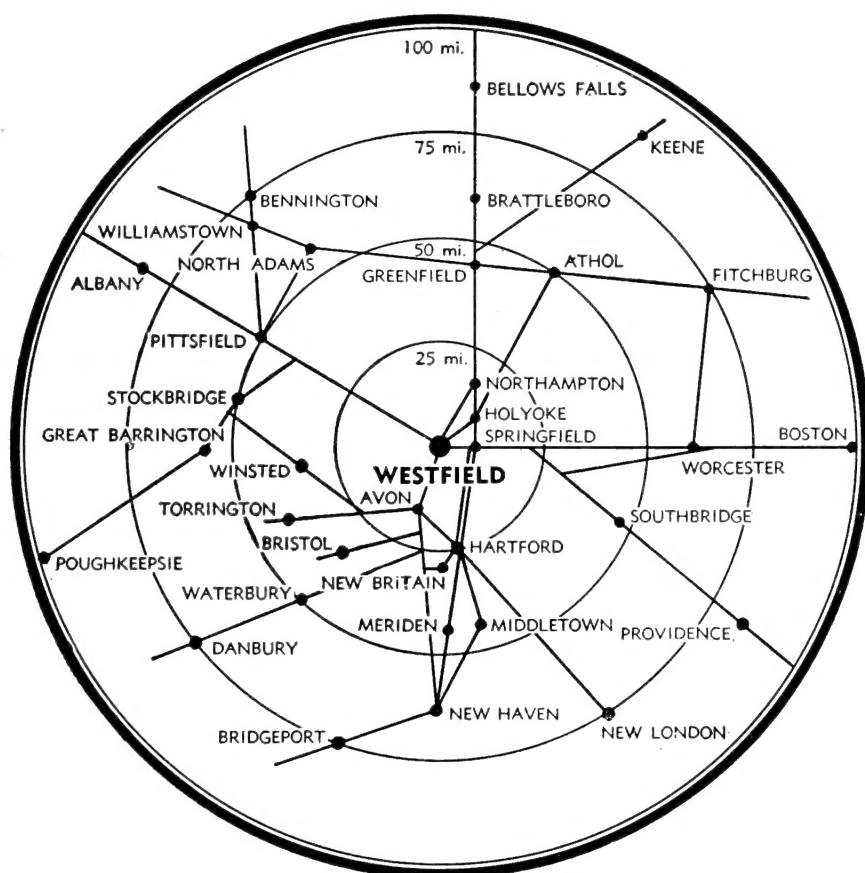 100 mi.
BELLOWS FALLS
75 mi.
KEENE
BENNINGTON
BRATTLEBORO
WILLIAMSTOWN
50 mi.
ATHOL
NORTH ADAMS
ALBANY
GREENFIELD
FITCHBURG
PITTSFIELD
25 mi.
NORTHAMPTON
STOCKBRIDGE
HOLYOKE
GREAT BARRINGTON
SPRINGFIELD
BOSTON
WINSTED
WESTFIELD
WORCESTER
AVON
TORRINGTON
SOUTHBRIDGE
BRISTOL
HARTFORD
POUGHKEEPSIE
NEW BRITAIN
WATERBURY
MERIDEN
MIDDLETOWN
PROVIDENCE
DANBURY
NEW HAVEN
BRIDGEPORT
NEW LONDON